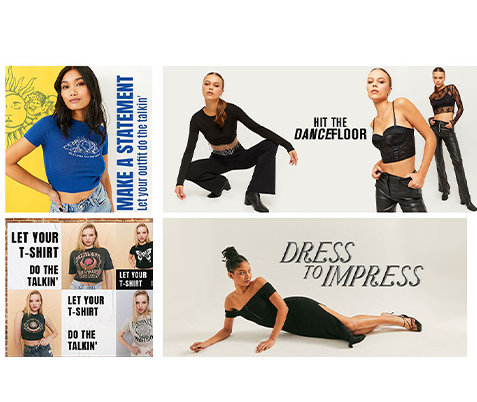 MAKE A STATEMENT
Let your outfit do the talkin'
HIT THE
DANCEFLOOR
LET YOUR
T-SHIRT
DO THE
TALKIN'
LET YOUR
T-SHIRT
LET YOUR
T-SHIRT
DO THE
TALKIN'
DRESS
TO IMPRESS